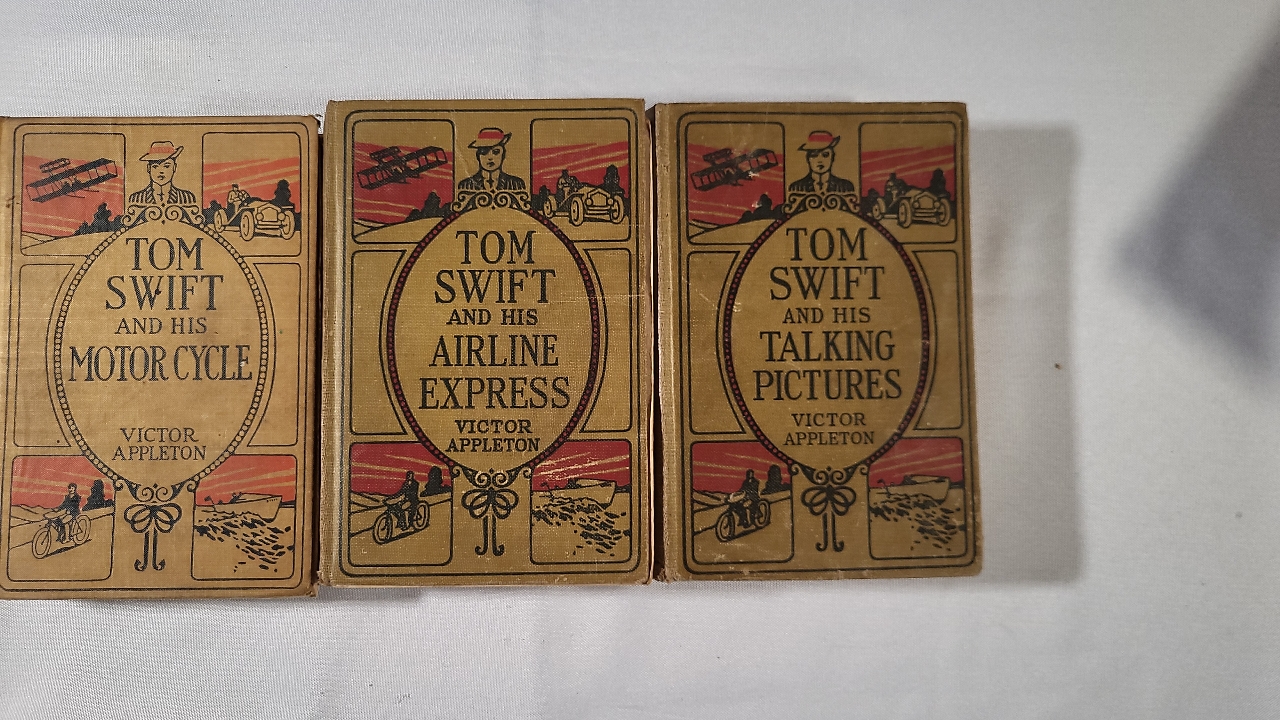 TOM
SWIFT
AND HIS
MOTOR CYCLE
VICTOR
APPLETON
TOM
SWIFT
AND HIS
AIRLINE
EXPRESS
VICTOR
APPLETON
TOM
SWIFT
AND HIS
TALKING
PICTURES
VICTOR
APPLETON